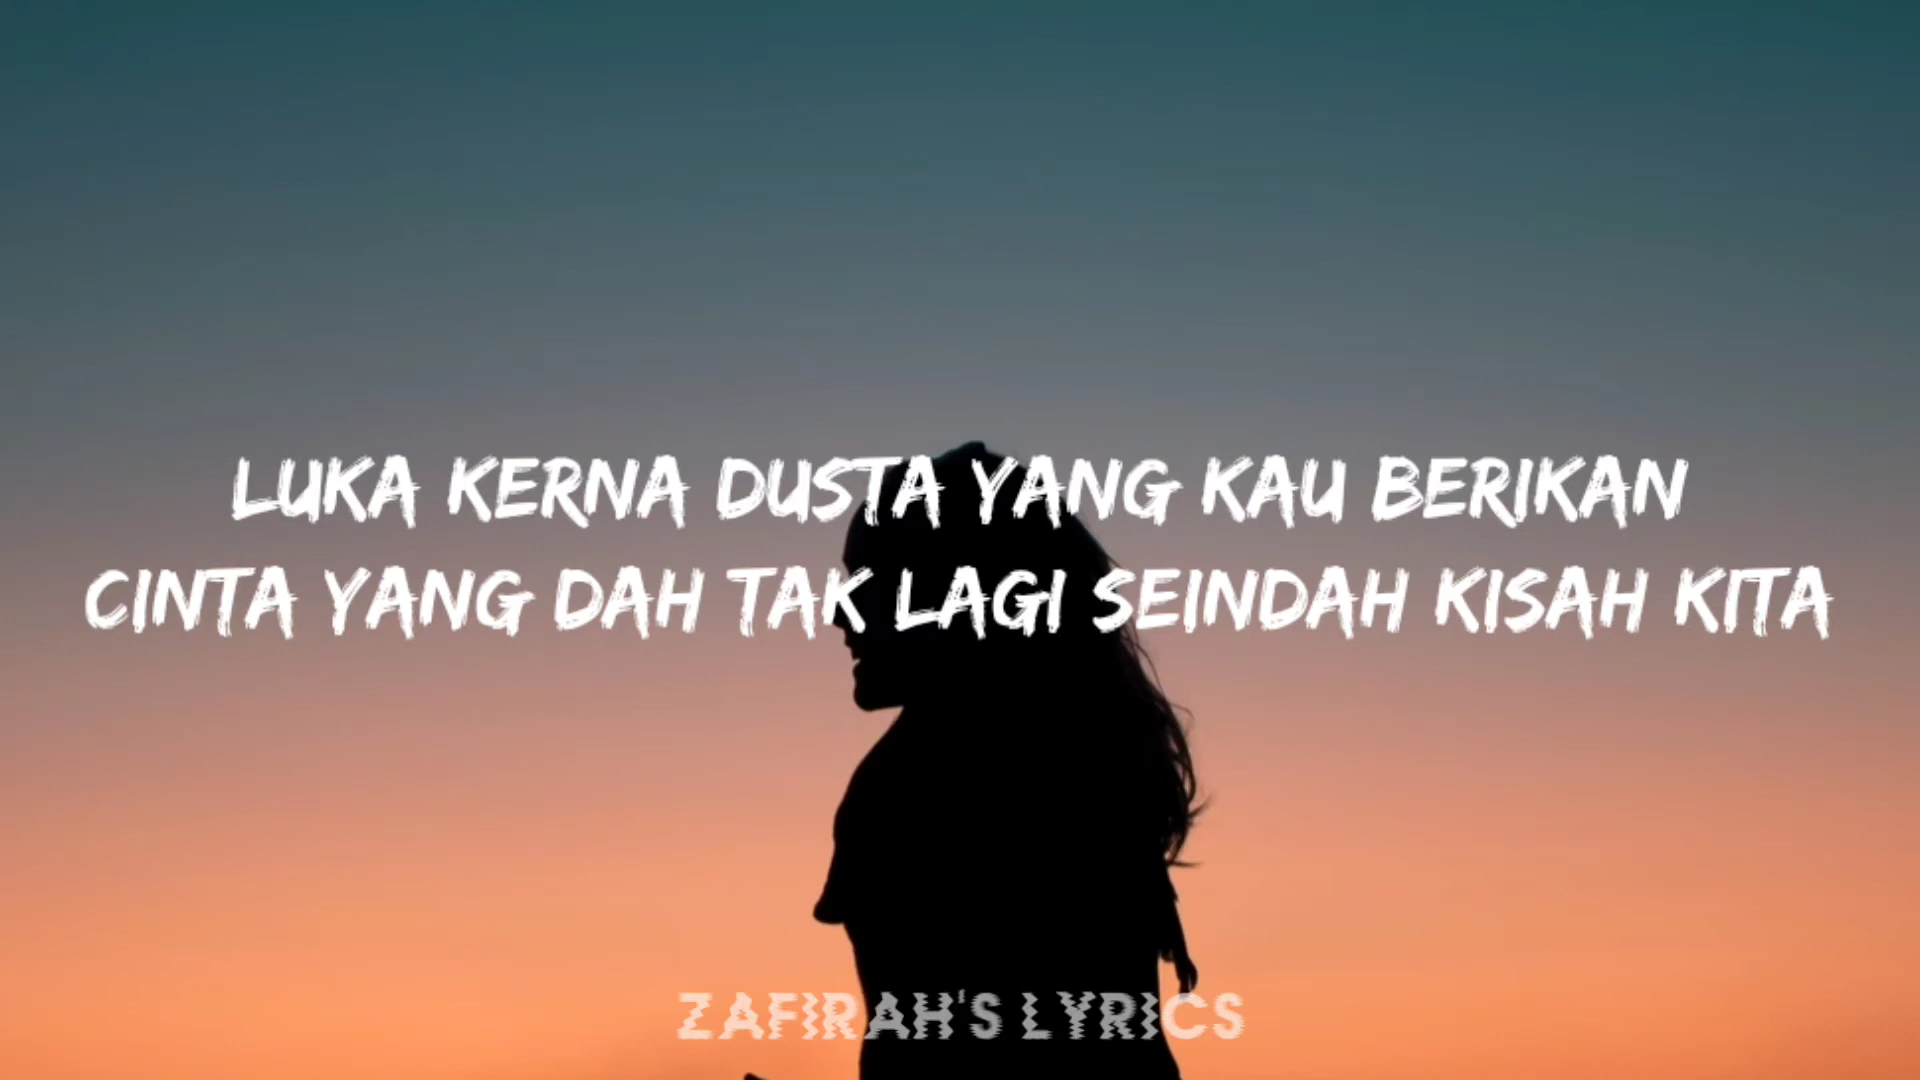 LUKA KERNA DUSTA YANG KAU BERIKAN
CINTA YANG DAH TAK LAGI SEINDAH KISAH KITA
ZAFIRAH'S LYRICS